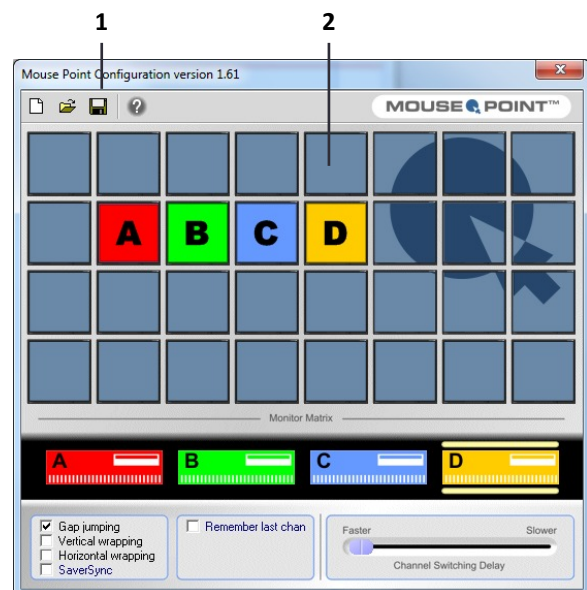 1 2
Mouse Point Configuration version 1.61
MOUSE POINT™
A B C D
Monitor Matrix
A B C D
Gap jumping
Vertical wrapping
Horizontal wrapping
SaverSync
Remember last chan
Faster Slower
Channel Switching Delay